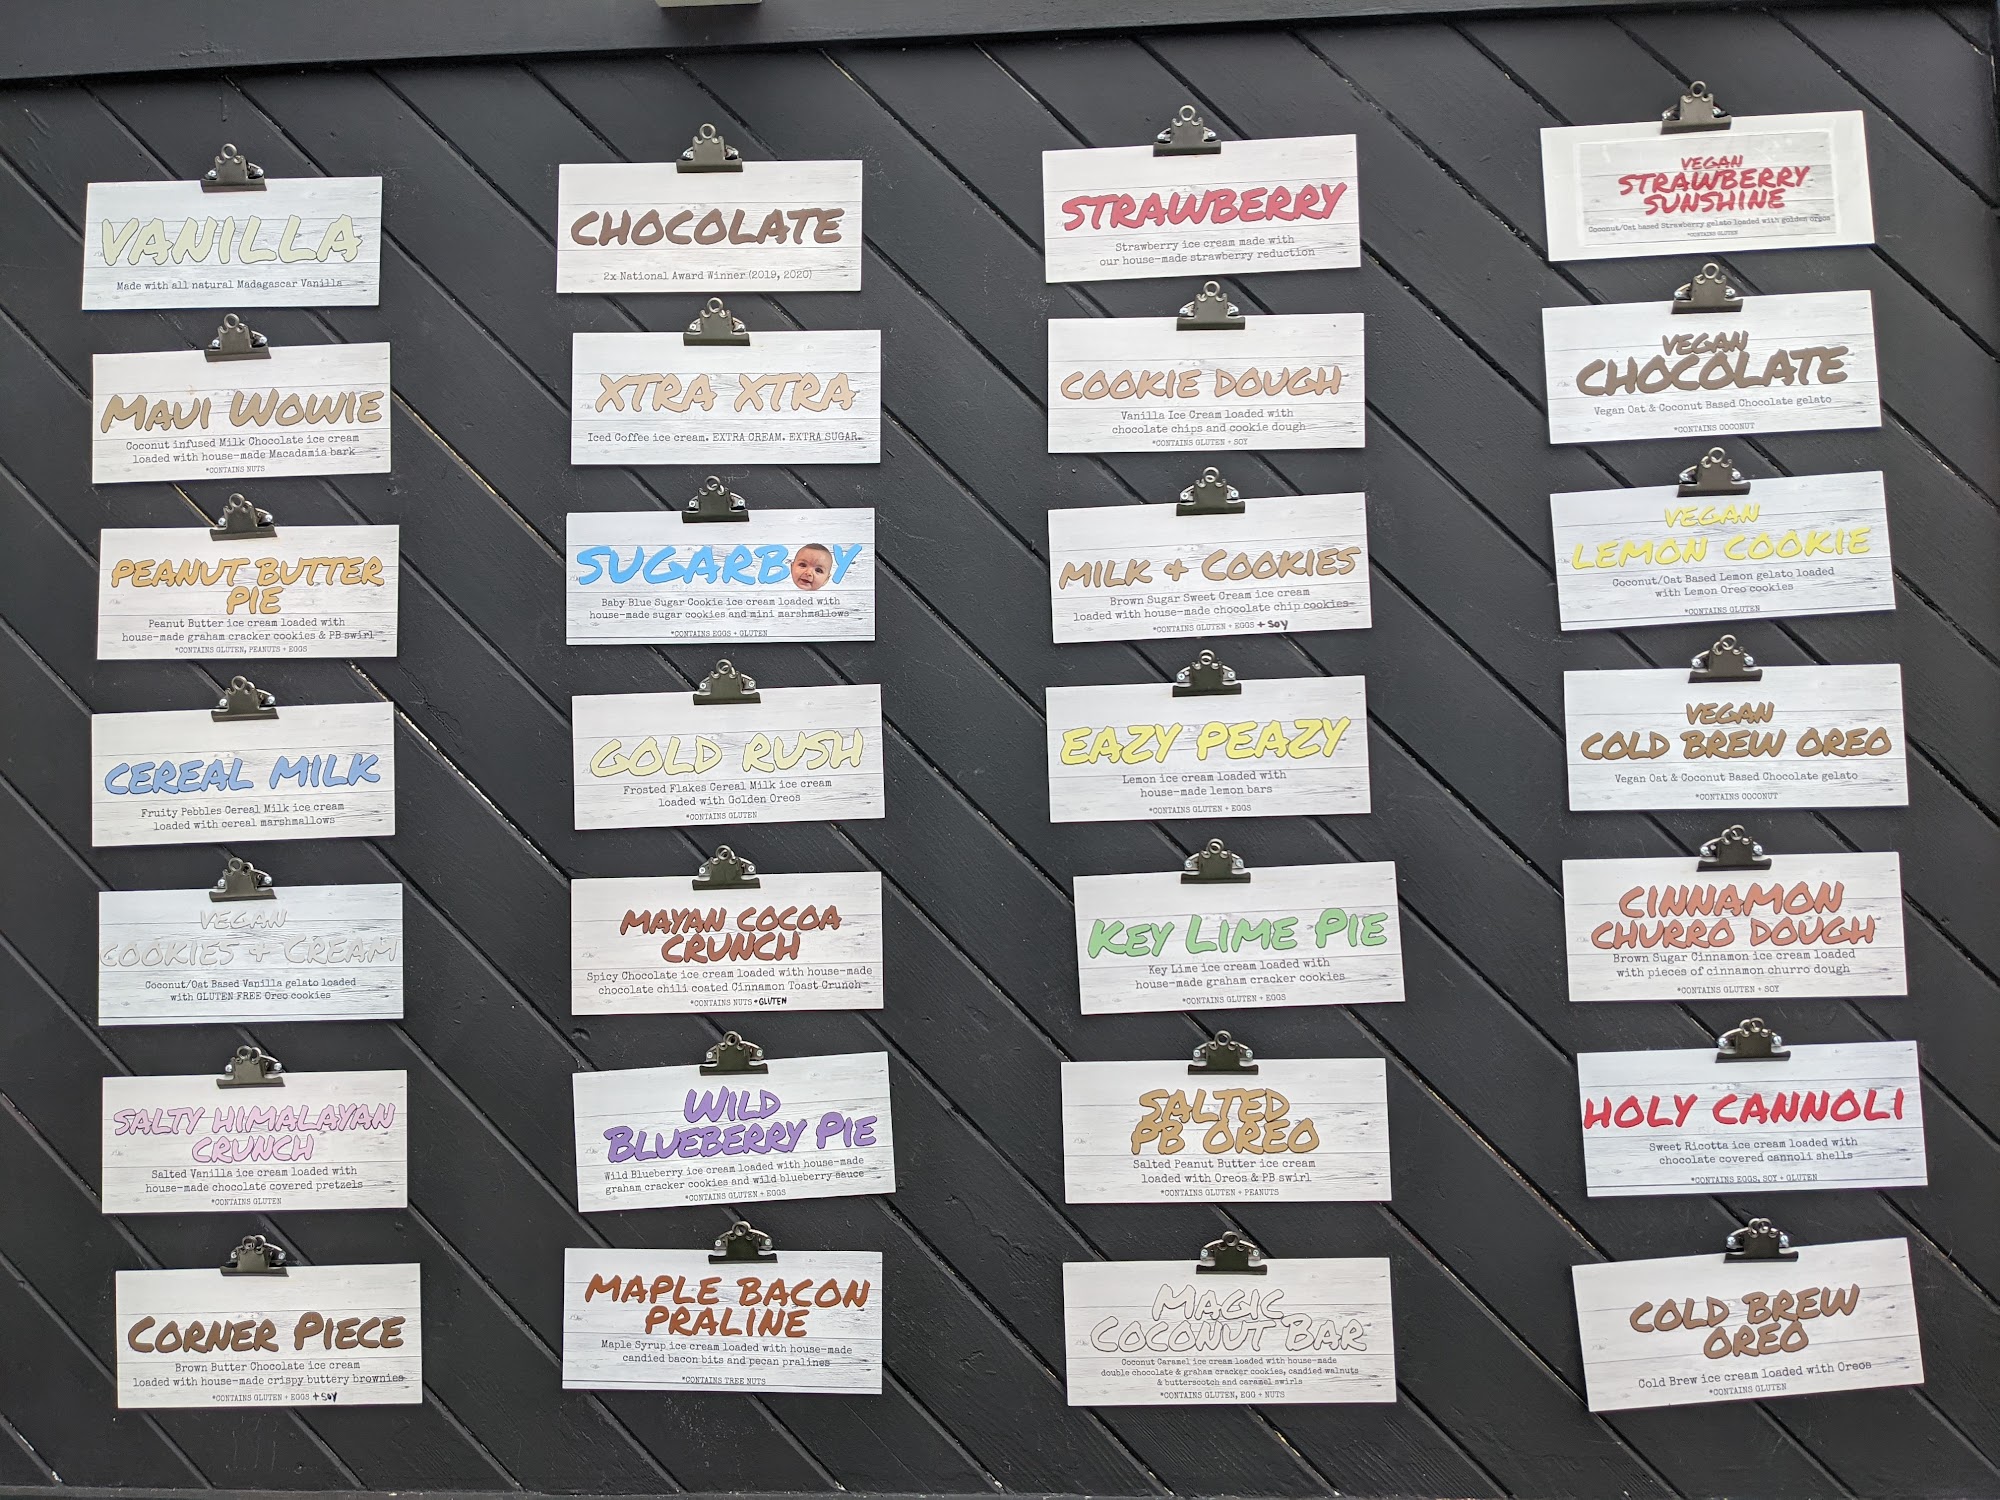 VANILLA
Made with all natural Madagascar Vanilla
CHOCOLATE
2x National Award Winner (2019, 2020)
STRAWBERRY
Strawberry ice cream made with
our house-made strawberry reduction
VEGAN
STRAWBERRY
SUNSHINE
Coconut/Oat based Strawberry gelato loaded with golden oreos
*CONTAINS GLUTEN
MAUI WOWIE
Coconut infused Milk Chocolate ice cream
loaded with house-made Macadamia bark
*CONTAINS NUTS
XTRA XTRA
Iced Coffee ice cream. EXTRA CREAM. EXTRA SUGAR.
COOKIE DOUGH
Vanilla Ice Cream loaded with
chocolate chips and cookie dough
*CONTAINS GLUTEN + SOY
VEGAN
CHOCOLATE
Vegan Oat & Coconut Based Chocolate gelato
*CONTAINS COCONUT
PEANUT BUTTER
PIE
Peanut Butter ice cream loaded with
house-made graham cracker cookies & PB swirl
*CONTAINS GLUTEN, PEANUTS + EGGS
SUGARBOY
Baby Blue Sugar Cookie ice cream loaded with
house-made sugar cookies and mini marshmallows
*CONTAINS EGGS + GLUTEN
MILK & COOKIES
Brown Sugar Sweet Cream ice cream
loaded with house-made chocolate chip cookies
*CONTAINS GLUTEN + EGGS + SOY
VEGAN
LEMON COOKIE
Coconut/Oat Based Lemon gelato loaded
with Lemon Oreo cookies
*CONTAINS GLUTEN
CEREAL MILK
Fruity Pebbles Cereal Milk ice cream
loaded with cereal marshmallows
GOLD RUSH
Frosted Flakes Cereal Milk ice cream
loaded with Golden Oreos
*CONTAINS GLUTEN
EAZY PEAZY
Lemon ice cream loaded with
house-made lemon bars
*CONTAINS GLUTEN + EGGS
VEGAN
COLD BREW OREO
Vegan Oat & Coconut Based Chocolate gelato
*CONTAINS COCONUT
VEGAN
COOKIES + CREAM
Coconut/Oat Based Vanilla gelato loaded
with GLUTEN FREE Oreo cookies
MAYAN COCOA
CRUNCH
Spicy Chocolate ice cream loaded with house-made
chocolate chili coated Cinnamon Toast Crunch
*CONTAINS NUTS + GLUTEN
KEY LIME PIE
Key Lime ice cream loaded with
house-made graham cracker cookies
*CONTAINS GLUTEN + EGGS
CINNAMON
CHURRO DOUGH
Brown Sugar Cinnamon ice cream loaded
with pieces of cinnamon churro dough
*CONTAINS GLUTEN + SOY
SALTY HIMALAYAN
CRUNCH
Salted Vanilla ice cream loaded with
house-made chocolate covered pretzels
*CONTAINS GLUTEN
WILD
BLUEBERRY PIE
Wild Blueberry ice cream loaded with house-made
graham cracker cookies and wild blueberry sauce
*CONTAINS GLUTEN + EGGS
SALTED
PB OREO
Salted Peanut Butter ice cream
loaded with Oreos & PB swirl
*CONTAINS GLUTEN + PEANUTS
HOLY CANNOLI
Sweet Ricotta ice cream loaded with
chocolate covered cannoli shells
*CONTAINS EGGS, SOY + GLUTEN
CORNER PIECE
Brown Butter Chocolate ice cream
loaded with house-made crispy buttery brownies
*CONTAINS GLUTEN + EGGS + SOY
MAPLE BACON
PRALINE
Maple Syrup ice cream loaded with house-made
candied bacon bits and pecan pralines
*CONTAINS TREE NUTS
MAGIC
COCONUT BAR
Coconut Caramel ice cream loaded with house-made
double chocolate & graham cracker cookies, candied walnuts
& butterscotch and caramel swirls
*CONTAINS GLUTEN, EGG + NUTS
COLD BREW
OREO
Cold Brew ice cream loaded with Oreos
*CONTAINS GLUTEN